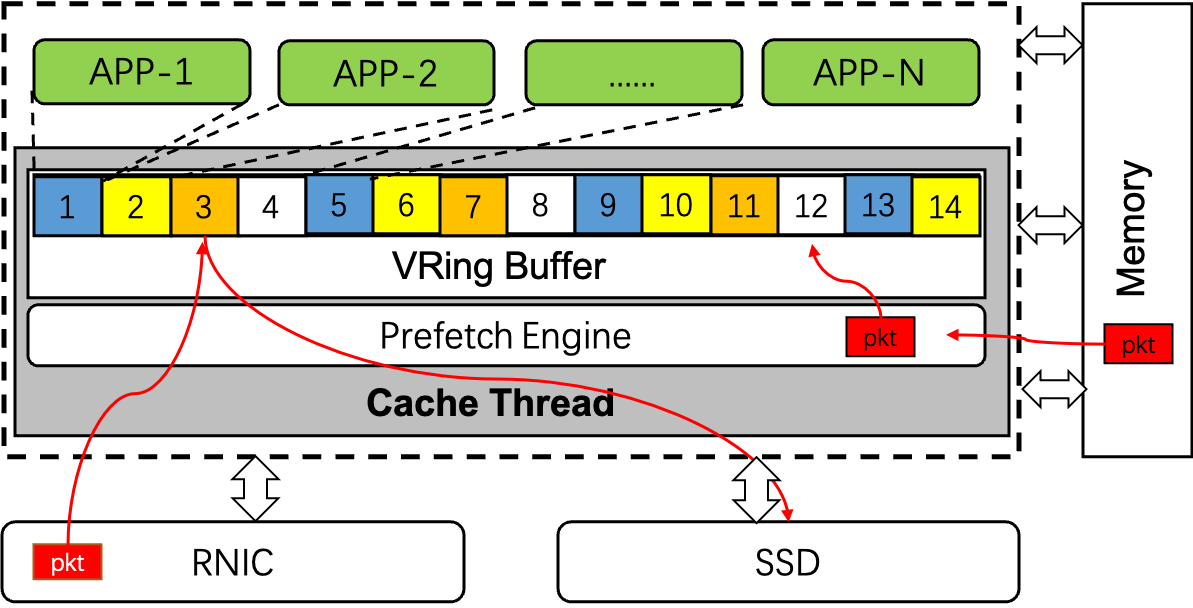 APP-1 APP-2 ...... APP-N
1 2 3 4 5 6 7 8 9 10 11 12 13 14
VRing Buffer
Prefetch Engine
pkt
Cache Thread
Memory
pkt
pkt
RNIC
SSD